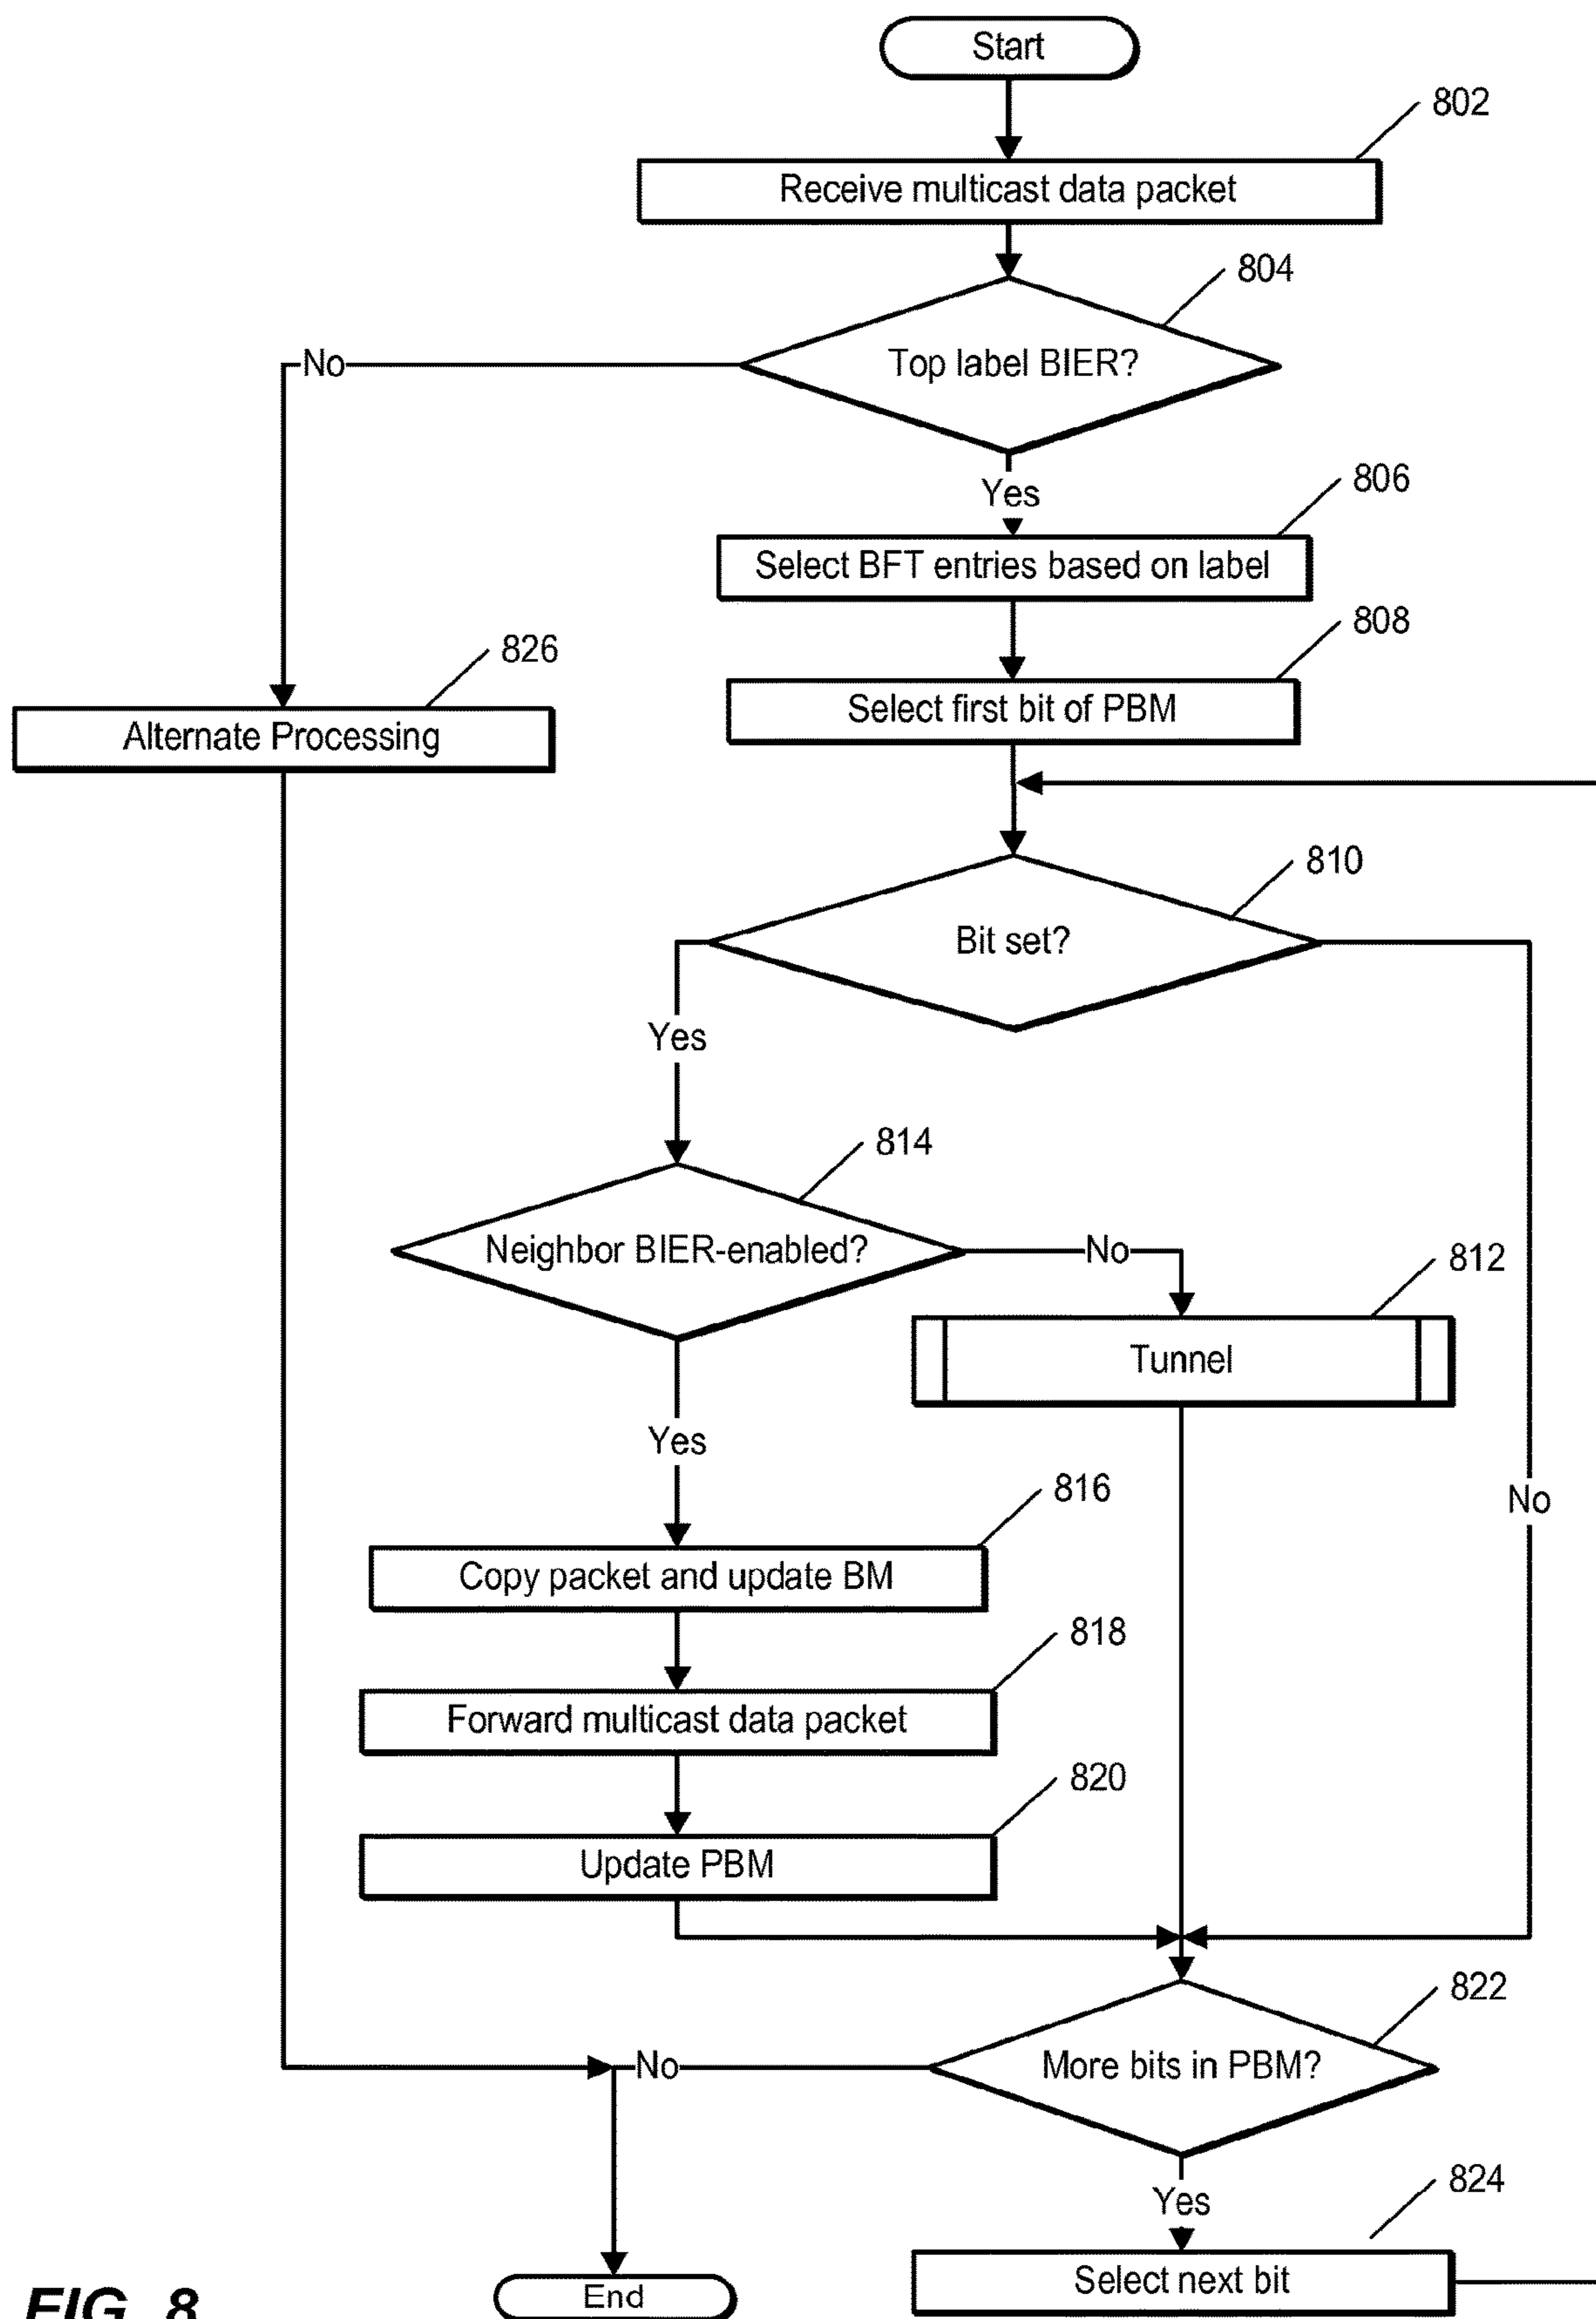 Start
802
Receive multicast data packet
804
Top label BIER?
No
Yes
806
Select BFT entries based on label
808
Select first bit of PBM
826
Alternate Processing
810
Bit set?
Yes
814
Neighbor BIER-enabled?
No
812
Tunnel
Yes
No
816
Copy packet and update BM
818
Forward multicast data packet
820
Update PBM
822
More bits in PBM?
No
Yes
824
Select next bit
End
FIG. 8